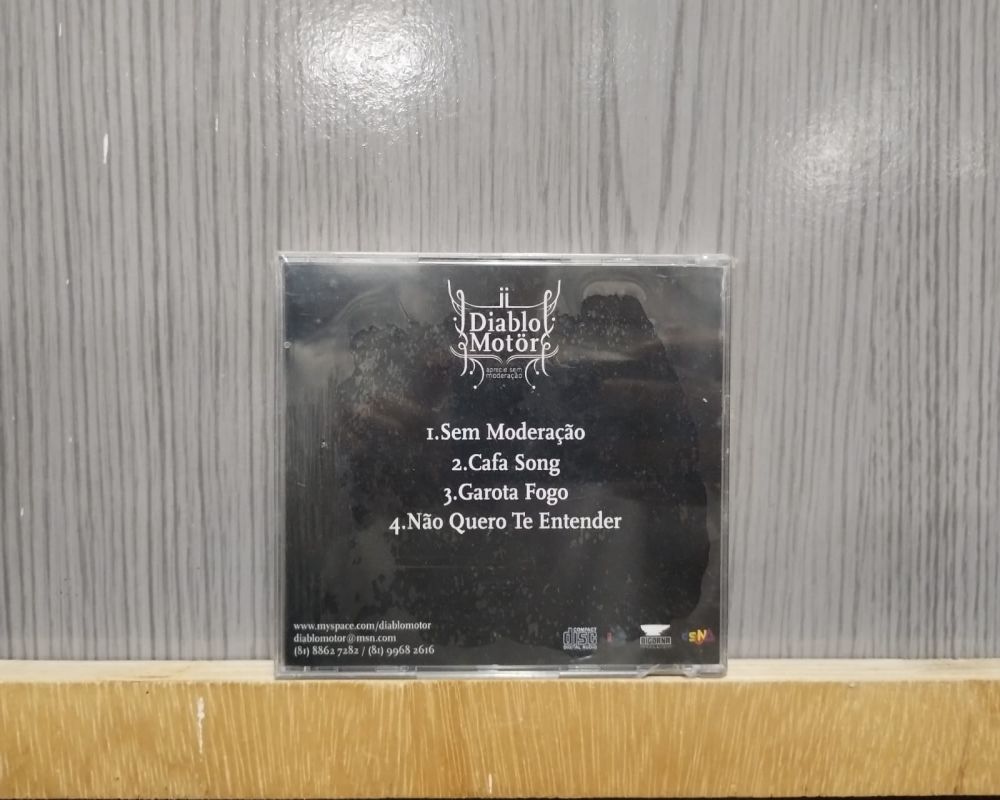 Diablo
Motör
aprecie sem
moderação
1.Sem Moderação
2.Cafa Song
3.Garota Fogo
4.Não Quero Te Entender
www.myspace.com/diablomotor
diablomotor@msn.com
(81) 8862 7282 / (81) 9968 2616
COMPACT
disc
DIGITAL AUDIO
BIGORNA